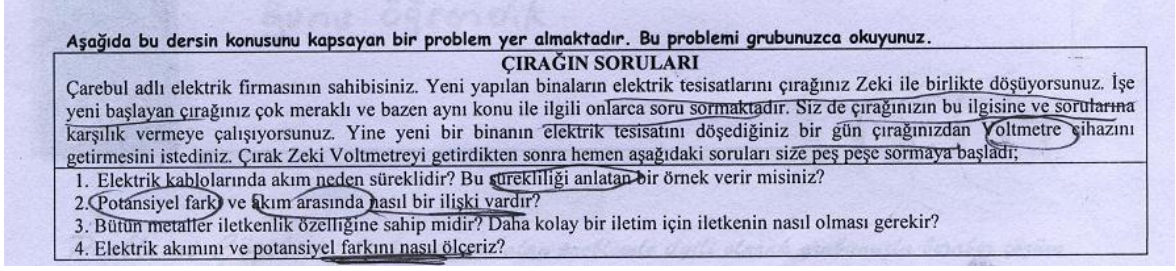 Aşağıda bu dersin konusunu kapsayan bir problem yer almaktadır. Bu problemi grubunuzca okuyunuz.
ÇIRAĞIN SORULARI
Çarebul adlı elektrik firmasının sahibisiniz. Yeni yapılan binaların elektrik tesisatlarını çırağınız Zeki ile birlikte döşüyorsunuz. İşe
yeni başlayan çırağınız çok meraklı ve bazen aynı konu ile ilgili onlarca soru sormaktadır. Siz de çırağınızın bu ilgisine ve sorularına
karşılık vermeye çalışıyorsunuz. Yine yeni bir binanın elektrik tesisatını döşediğiniz bir gün çırağınızdan Voltmetre cihazını
getirmesini istediniz. Çırak Zeki Voltmetreyi getirdikten sonra hemen aşağıdaki soruları size peş peşe sormaya başladı;
1. Elektrik kablolarında akım neden süreklidir? Bu sürekliliği anlatan bir örnek verir misiniz?
2. Potansiyel fark ve akım arasında nasıl bir ilişki vardır?
3. Bütün metaller iletkenlik özelliğine sahip midir? Daha kolay bir iletim için iletkenin nasıl olması gerekir?
4. Elektrik akımını ve potansiyel farkını nasıl ölçeriz?